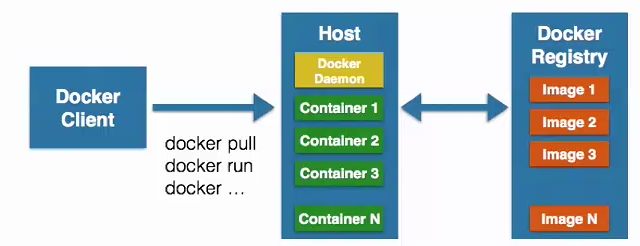 Docker
Client
docker pull
docker run
docker ...
Host
Docker
Daemon
Container 1
Container 2
Container 3
Container N
Docker
Registry
Image 1
Image 2
Image 3
Image N